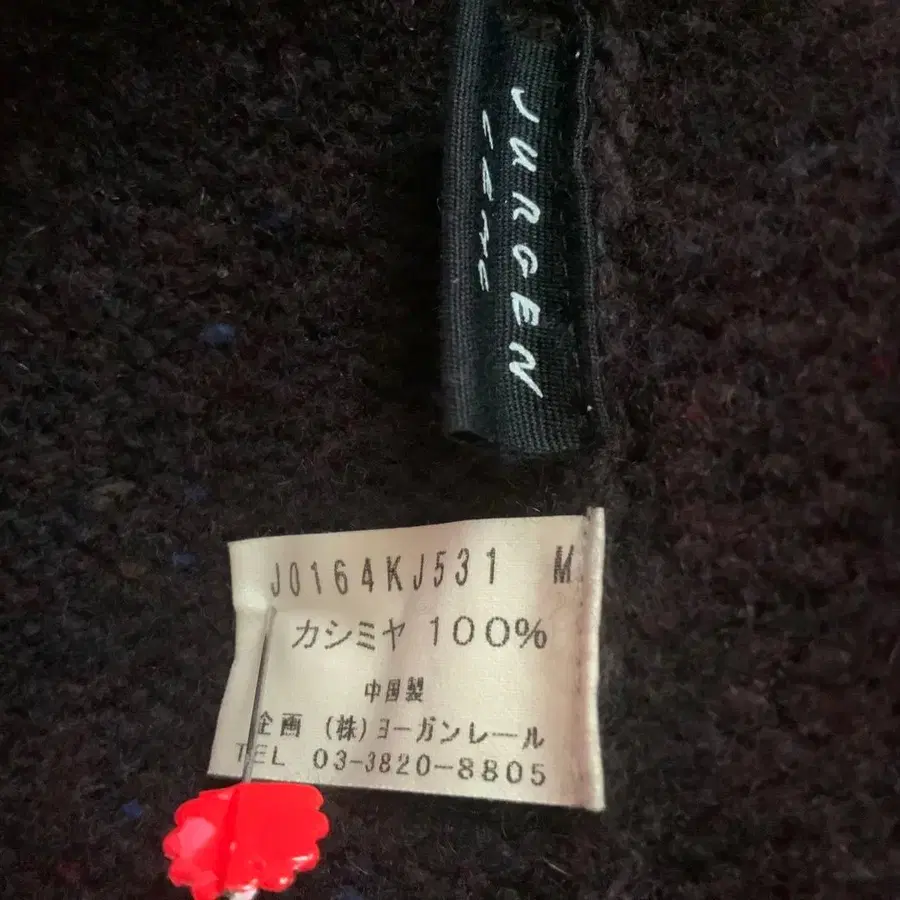 JURGEN
J0164KJ531 M
カシミヤ 100%
中国製
企画 (株)ヨーガンレール
TEL 03-3820-8805